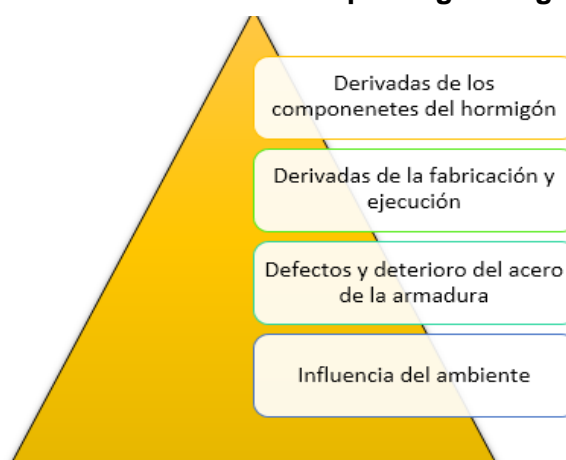 Derivadas de los
componenetes del hormigón
Derivadas de la fabricación y
ejecución
Defectos y deterioro del acero
de la armadura
Influencia del ambiente